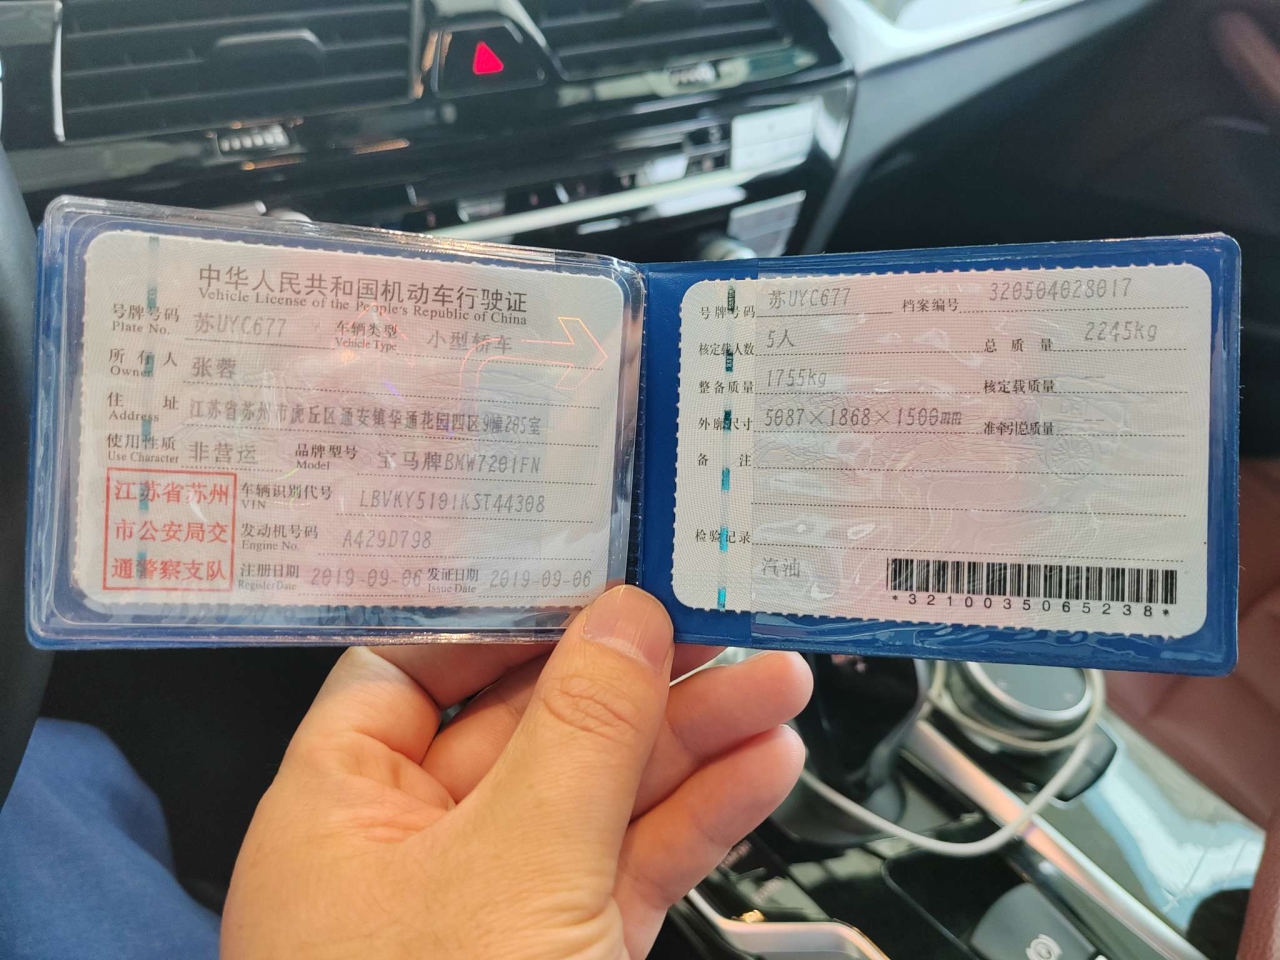 中华人民共和国机动车行驶证
Vehicle License of the People's Republic of China
号牌号码 苏UYC677 车辆类型 小型轿车
Plate No. Vehicle Type
所有人 张蓉
Owner
住址 江苏省苏州市虎丘区通安镇华通花园四区9幢205室
Address
使用性质 非营运 品牌型号 宝马牌BMW7201FN
Use Character Model
江苏省苏州
市公安局交
通警察支队
车辆识别代号 LBVKY5101KST44308
VIN
发动机号码 A429D798
Engine No.
注册日期 2019-09-06 发证日期 2019-09-06
Register Date Issue Date
号牌号码 苏UYC677 档案编号 320504028017
核定载人数 5人 总质量 2245kg
整备质量 1755kg 核定载质量 --
外廓尺寸 5087×1868×1500mm 准牵引总质量 --
备注
检验记录
汽油
*3210035065238*